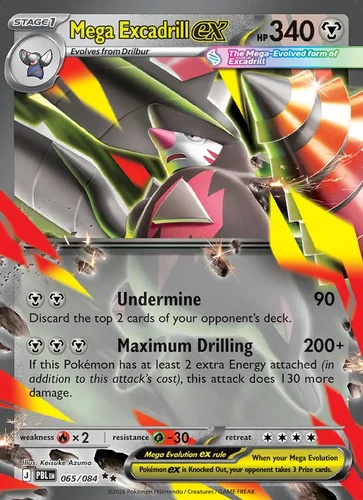 STAGE 1
Mega Excadrill ex
HP 340
Evolves from Drilbur
The Mega-Evolved form of
Excadrill
Undermine 90
Discard the top 2 cards of your opponent's deck.
Maximum Drilling 200+
If this Pokémon has at least 2 extra Energy attached (in
addition to this attack's cost), this attack does 130 more
damage.
weakness ×2 resistance -30 retreat
Illus. Keisuke Azuma
J PBL EN 065/084 ★★
Mega Evolution ex rule
When your Mega Evolution
Pokémon ex is Knocked Out, your opponent takes 3 Prize cards.
©2026 Pokémon / Nintendo / Creatures / GAME FREAK